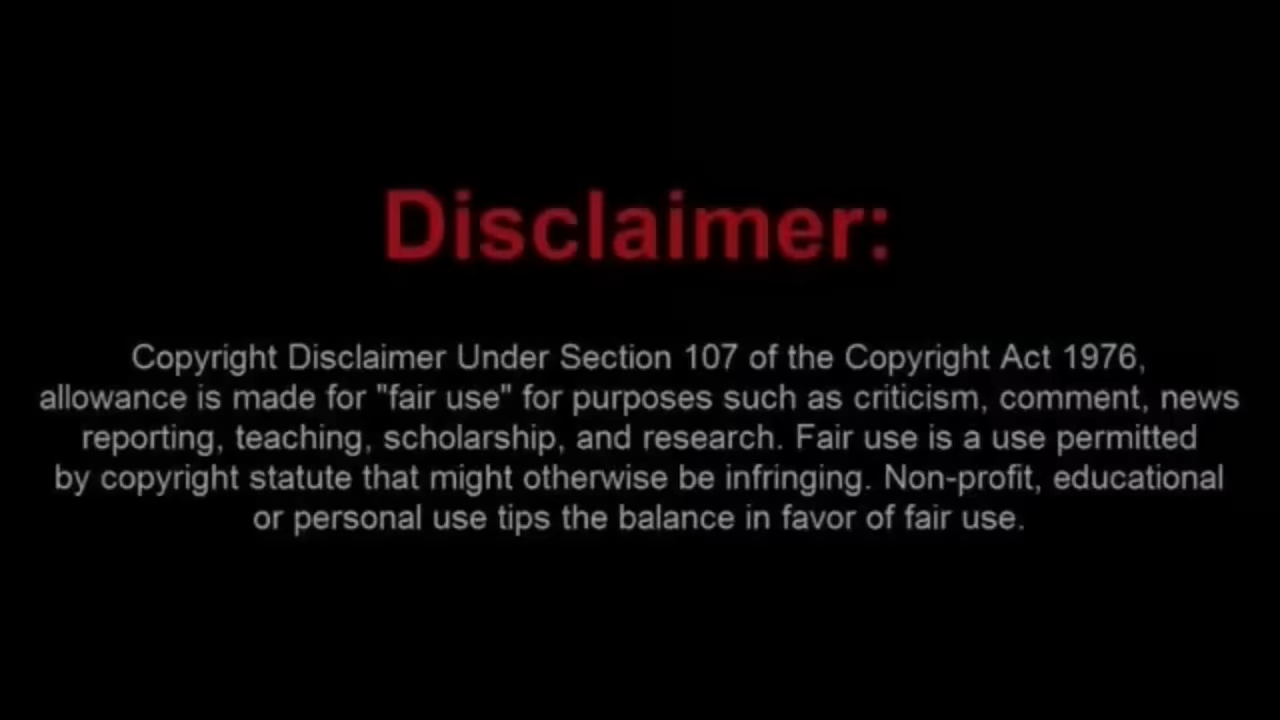 Disclaimer:
Copyright Disclaimer Under Section 107 of the Copyright Act 1976,
allowance is made for "fair use" for purposes such as criticism, comment, news
reporting, teaching, scholarship, and research. Fair use is a use permitted
by copyright statute that might otherwise be infringing. Non-profit, educational
or personal use tips the balance in favor of fair use.